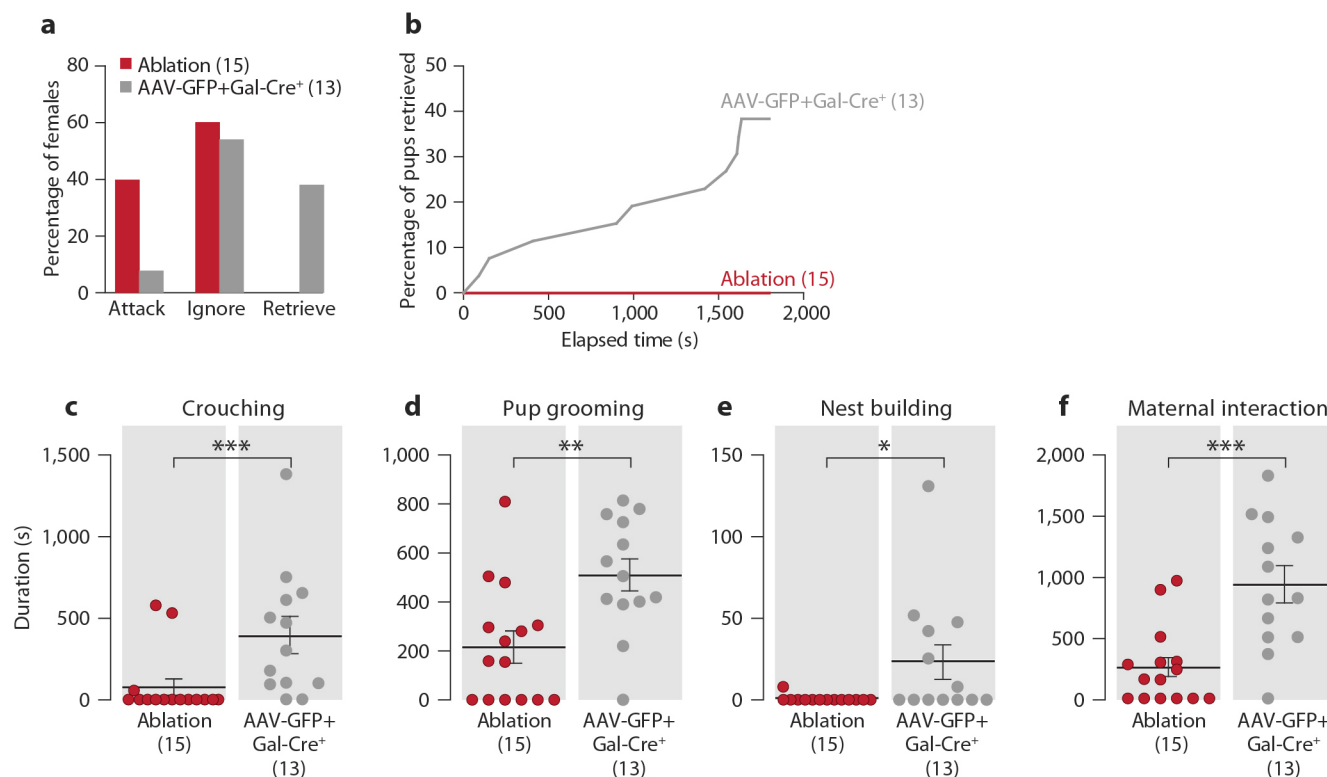 a
80
60
40
20
0
Percentage of females
Ablation (15)
AAV-GFP+Gal-Cre⁺ (13)
Attack
Ignore
Retrieve
b
50
40
30
20
10
0
Percentage of pups retrieved
AAV-GFP+Gal-Cre⁺ (13)
Ablation (15)
0
500
1,000
1,500
2,000
Elapsed time (s)
c
Crouching
***
1,500
1,000
500
0
Duration (s)
Ablation
(15)
AAV-GFP+
Gal-Cre⁺
(13)
d
Pup grooming
**
1,000
800
600
400
200
0
Ablation
(15)
AAV-GFP+
Gal-Cre⁺
(13)
e
Nest building
*
150
100
50
0
Ablation
(15)
AAV-GFP+
Gal-Cre⁺
(13)
f
Maternal interaction
***
2,000
1,500
1,000
500
0
Ablation
(15)
AAV-GFP+
Gal-Cre⁺
(13)